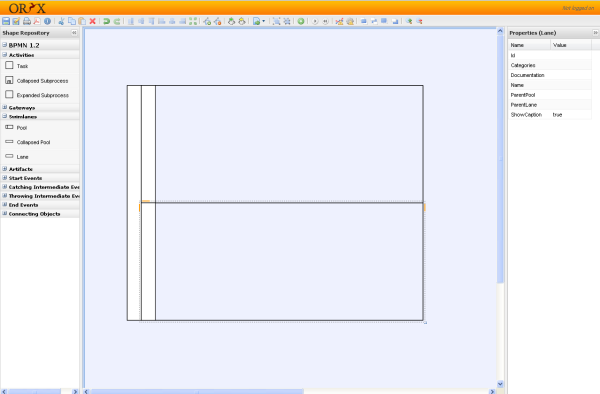 ORYX
Not logged on
Shape Repository
BPMN 1.2
Activities
Task
Collapsed Subprocess
Expanded Subprocess
Gateways
Swimlanes
Pool
Collapsed Pool
Lane
Artifacts
Start Events
Catching Intermediate Eve
Throwing Intermediate Eve
End Events
Connecting Objects
Properties (Lane)
Name Value
Id
Categories
Documentation
Name
ParentPool
ParentLane
ShowCaption true